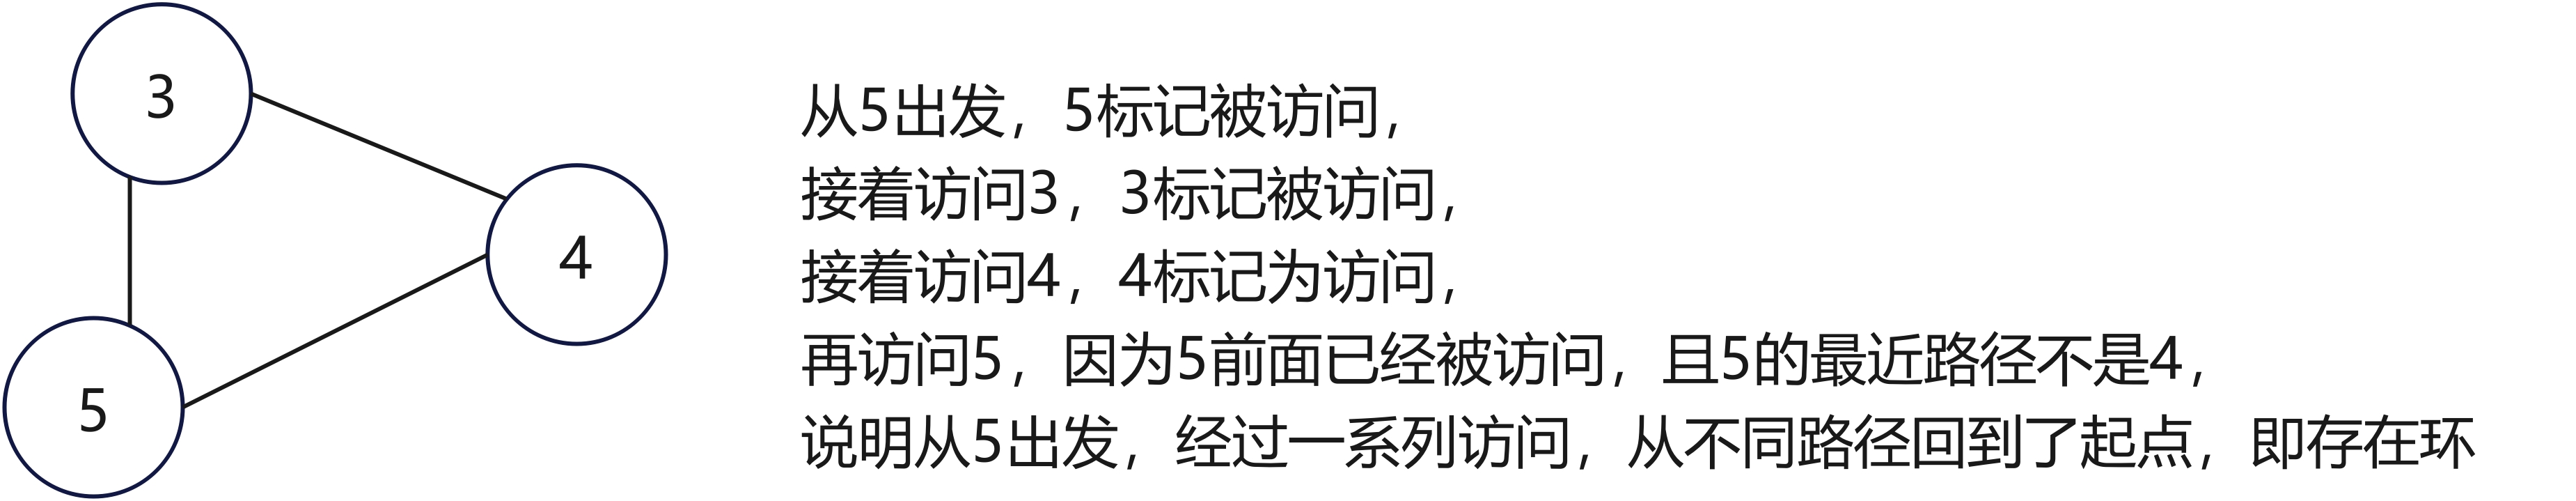 3
4
5
从5出发，5标记被访问，
接着访问3，3标记被访问，
接着访问4，4标记为访问，
再访问5，因为5前面已经被访问，且5的最近路径不是4，
说明从5出发，经过一系列访问，从不同路径回到了起点，即存在环